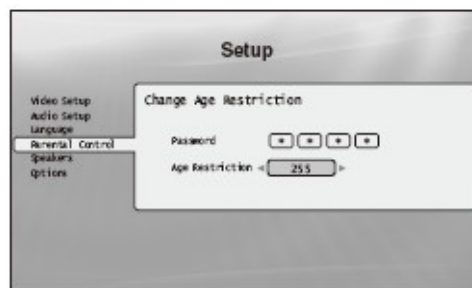 Setup
Video Setup
Audio Setup
Language
Parental Control
Speakers
Options
Change Age Restriction
Password * * * *
Age Restriction 255